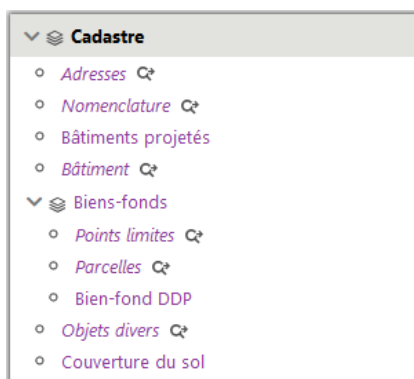 Cadastre
Adresses
Nomenclature
Bâtiments projetés
Bâtiment
Biens-fonds
Points limites
Parcelles
Bien-fond DDP
Objets divers
Couverture du sol